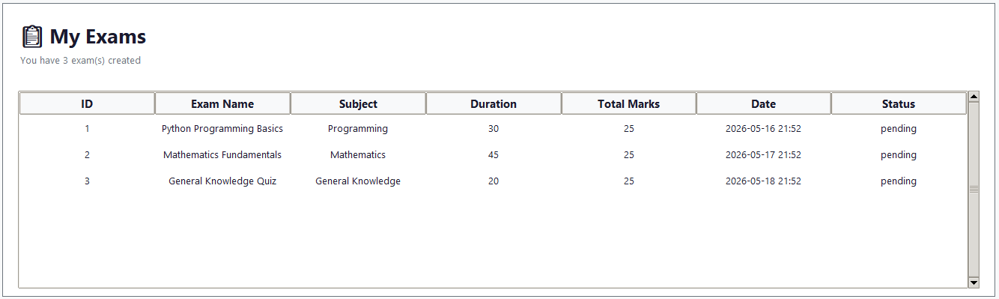 My Exams
You have 3 exam(s) created
ID Exam Name Subject Duration Total Marks Date Status
1 Python Programming Basics Programming 30 25 2026-05-16 21:52 pending
2 Mathematics Fundamentals Mathematics 45 25 2026-05-17 21:52 pending
3 General Knowledge Quiz General Knowledge 20 25 2026-05-18 21:52 pending